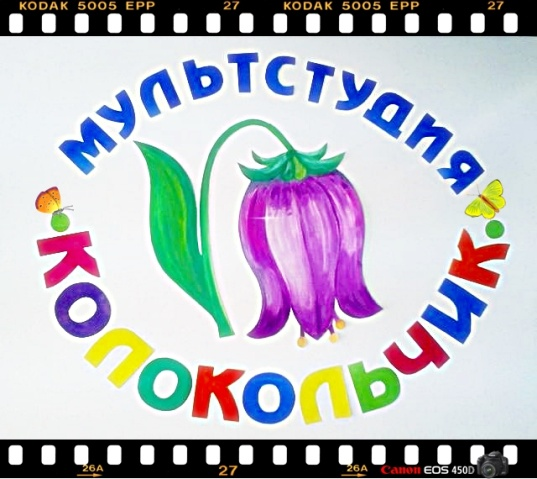 KODAK 5005 EPP 27 KODAK 5005 EPP 27
МУЛЬТСТУДИЯ
КОЛОКОЛЬЧИК
26A 27 26A Canon EOS 450D